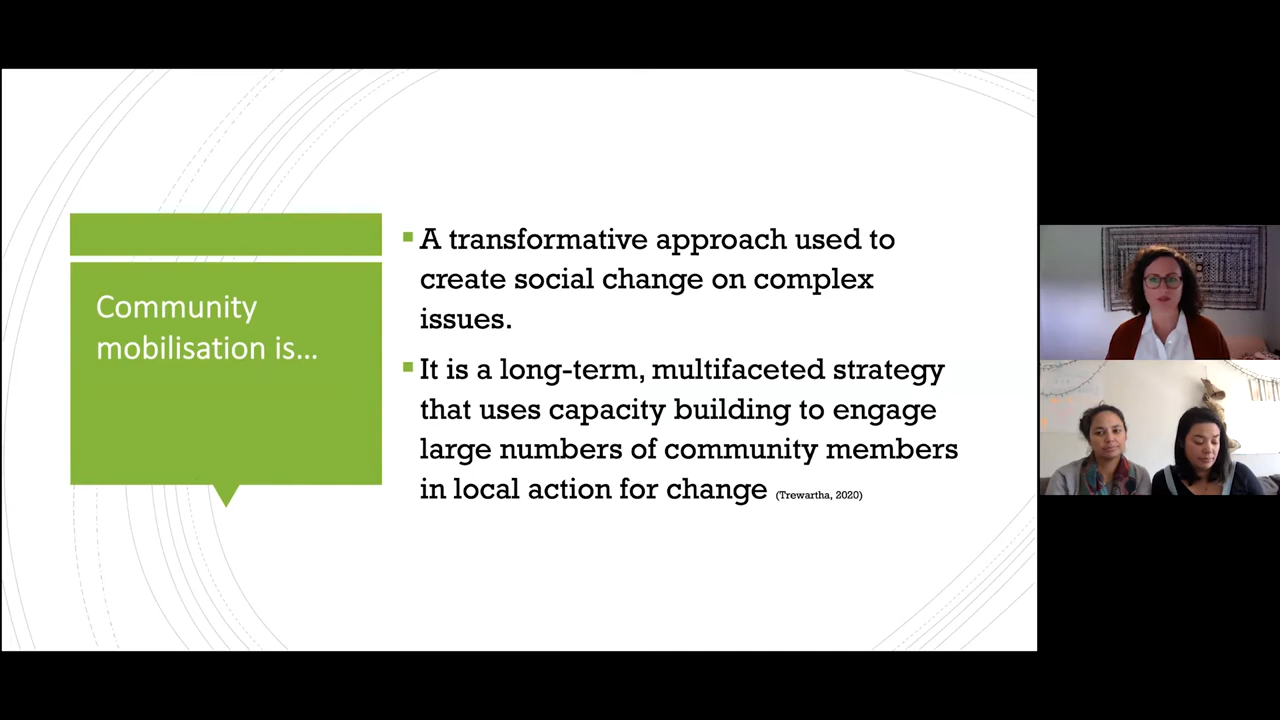 Community
mobilisation is...
A transformative approach used to
create social change on complex
issues.
It is a long-term, multifaceted strategy
that uses capacity building to engage
large numbers of community members
in local action for change (Trewartha, 2020)